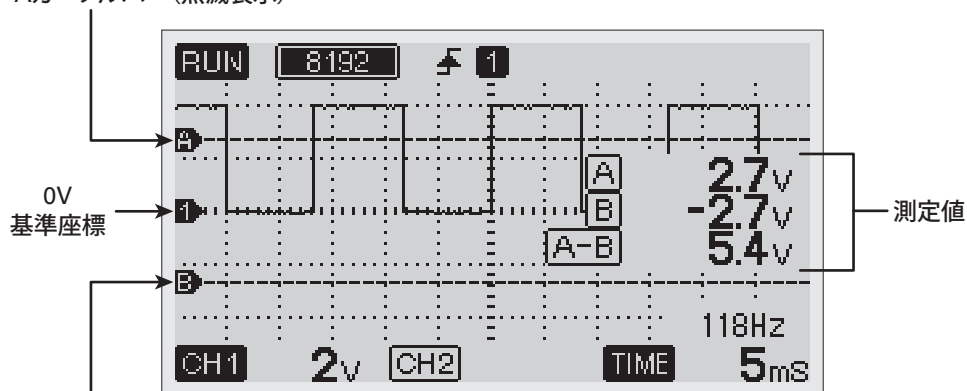 RUN 8192 1
A
A 2.7V
0V
基準座標
1
B -2.7V
測定値
A-B 5.4V
B
118Hz
CH1 2V CH2 TIME 5mS